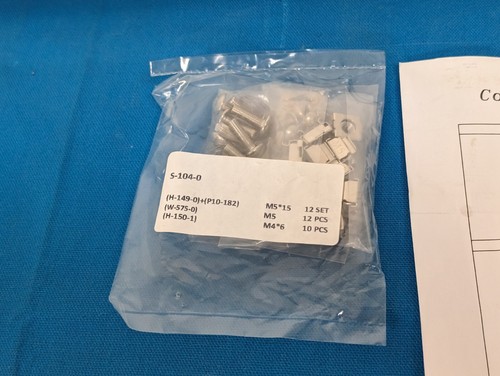 S-104-0
(H-149-0)+(P10-182) M5*15 12 SET
(W-575-0) M5 12 PCS
(H-150-1) M4*6 10 PCS
Co